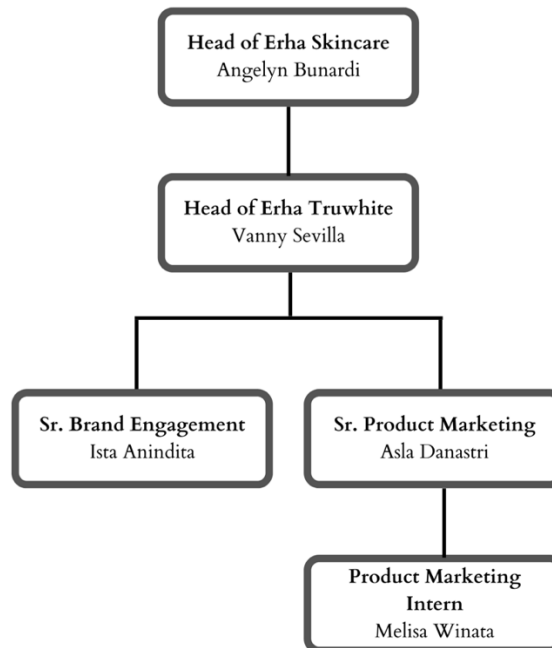 Head of Erha Skincare
Angelyn Bunardi
Head of Erha Truwhite
Vanny Sevilla
Sr. Brand Engagement
Ista Anindita
Sr. Product Marketing
Asla Danastri
Product Marketing
Intern
Melisa Winata